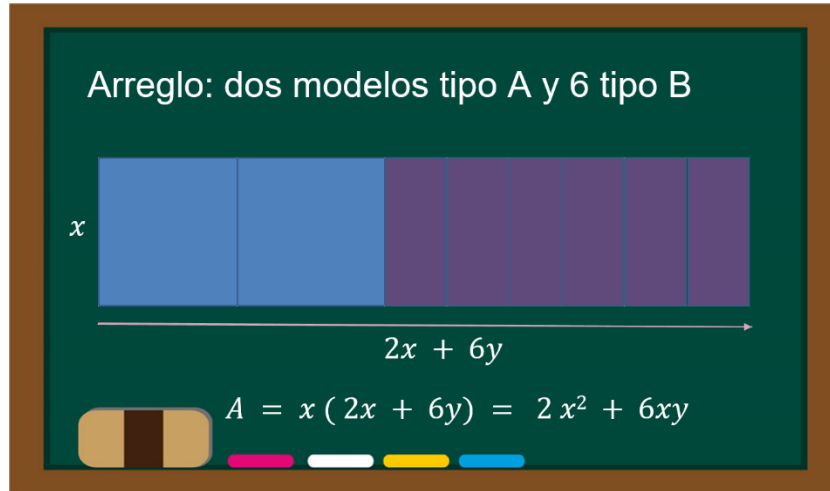 Arreglo: dos modelos tipo A y 6 tipo B
x
2x + 6y
A = x ( 2x + 6y) = 2 x² + 6xy